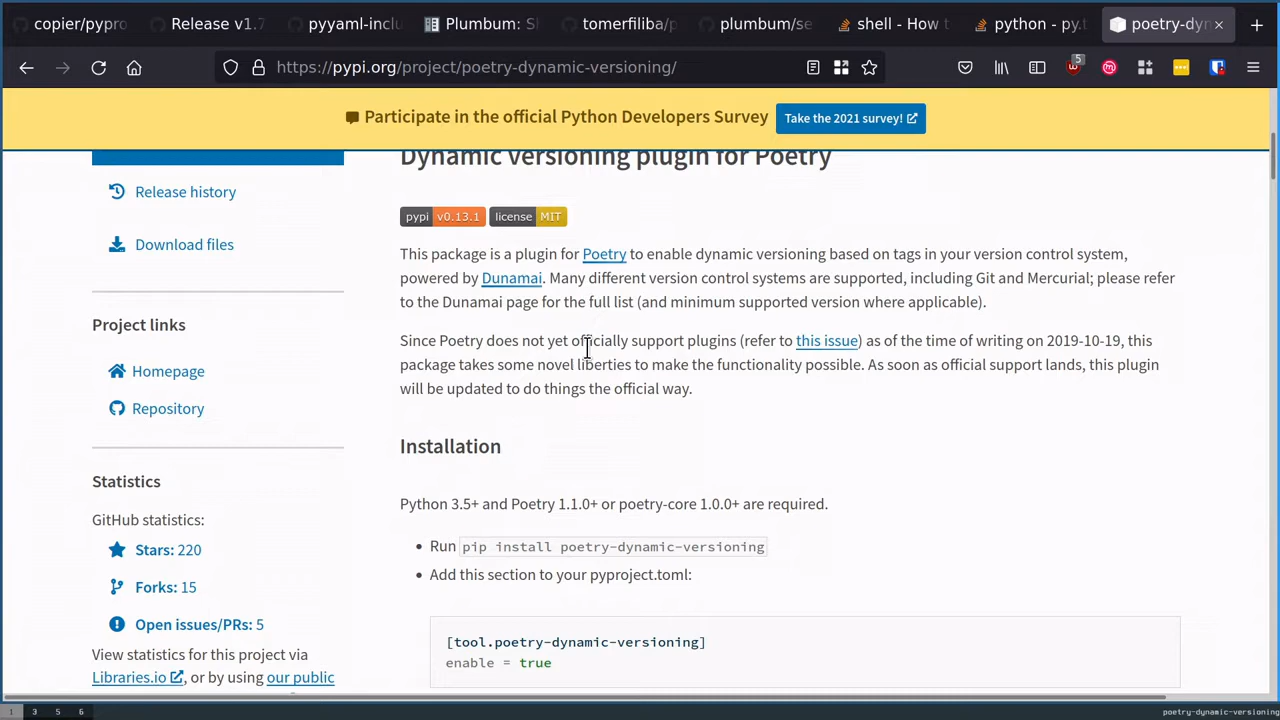 copier/pypro
Release v1.7
pyyaml-inclu
Plumbum: S
tomerfiliba/p
plumbum/se
shell - How t
python - py.t
poetry-dyn
https://pypi.org/project/poetry-dynamic-versioning/
5
Participate in the official Python Developers Survey
Take the 2021 survey!
Dynamic versioning plugin for Poetry
Release history
Download files
Project links
Homepage
Repository
Statistics
GitHub statistics:
Stars: 220
Forks: 15
Open issues/PRs: 5
View statistics for this project via
Libraries.io, or by using our public
pypi v0.13.1 license MIT
This package is a plugin for Poetry to enable dynamic versioning based on tags in your version control system,
powered by Dunamai. Many different version control systems are supported, including Git and Mercurial; please refer
to the Dunamai page for the full list (and minimum supported version where applicable).
Since Poetry does not yet officially support plugins (refer to this issue) as of the time of writing on 2019-10-19, this
package takes some novel liberties to make the functionality possible. As soon as official support lands, this plugin
will be updated to do things the official way.
Installation
Python 3.5+ and Poetry 1.1.0+ or poetry-core 1.0.0+ are required.
• Run pip install poetry-dynamic-versioning
• Add this section to your pyproject.toml:
[tool.poetry-dynamic-versioning]
enable = true
1 3 5 6
poetry-dynamic-versioning